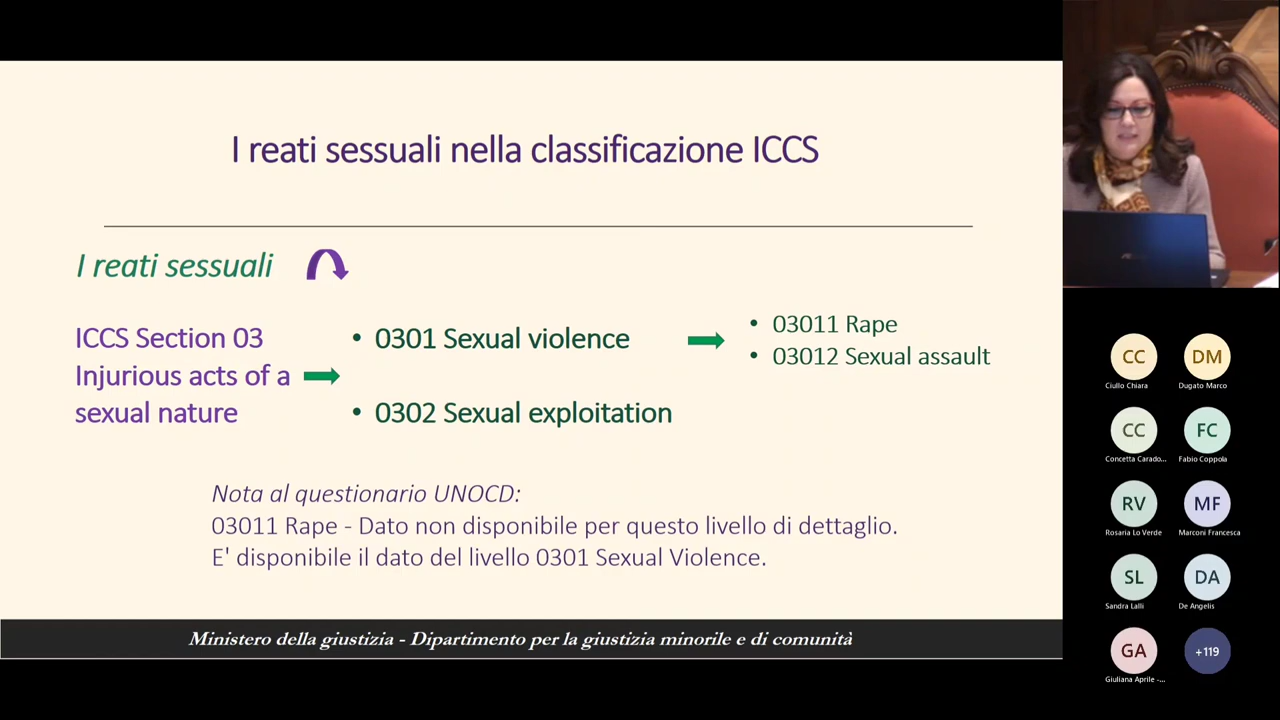 I reati sessuali nella classificazione ICCS
I reati sessuali
ICCS Section 03
Injurious acts of a
sexual nature
• 0301 Sexual violence
• 0302 Sexual exploitation
• 03011 Rape
• 03012 Sexual assault
Nota al questionario UNOCD:
03011 Rape - Dato non disponibile per questo livello di dettaglio.
E' disponibile il dato del livello 0301 Sexual Violence.
Ministero della giustizia - Dipartimento per la giustizia minorile e di comunità
CC
DM
Ciullo Chiara
Dugato Marco
CC
FC
Concetta Carado...
Fabio Coppola
RV
MF
Rosaria Lo Verde
Marconi Francesca
SL
DA
Sandra Lalli
De Angelis
GA
+119
Giuliana Aprile -...